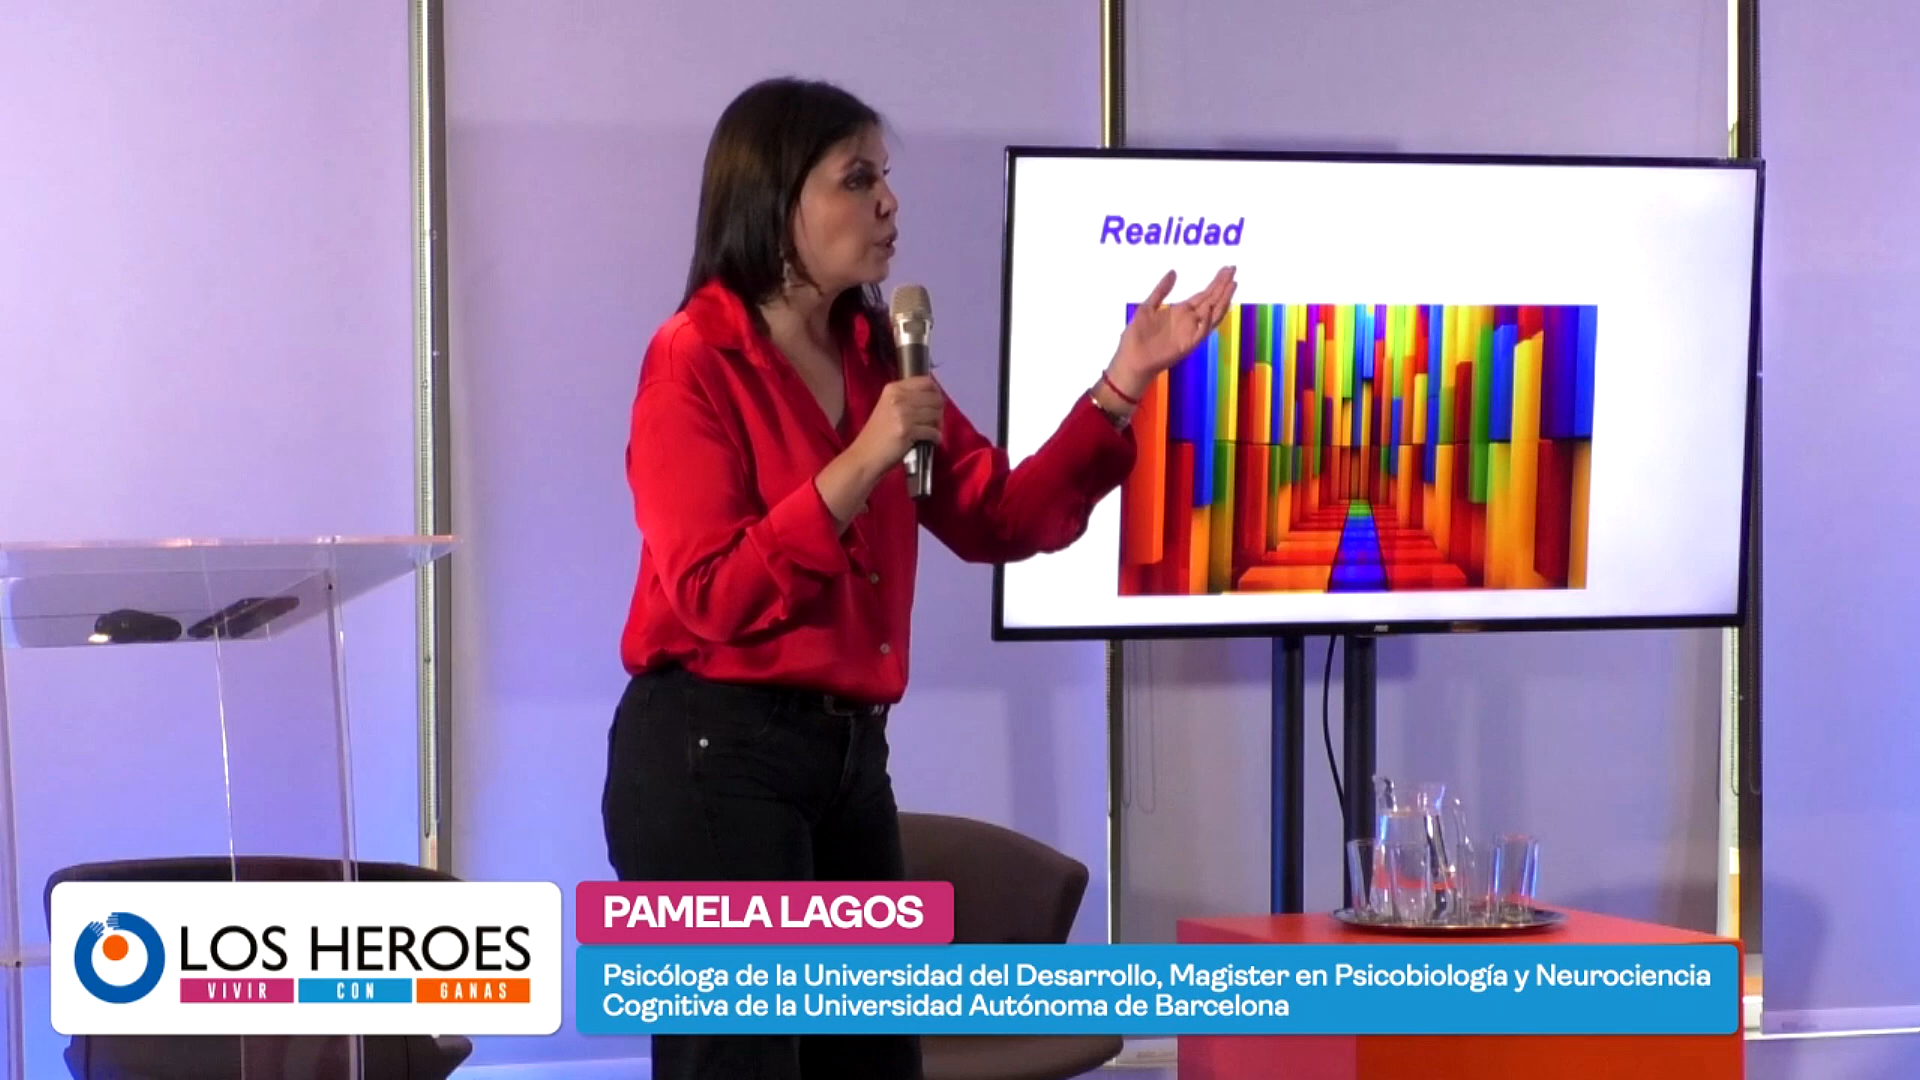 Realidad
LOS HEROES
VIVIR CON GANAS
PAMELA LAGOS
Psicóloga de la Universidad del Desarrollo, Magister en Psicobiología y Neurociencia
Cognitiva de la Universidad Autónoma de Barcelona